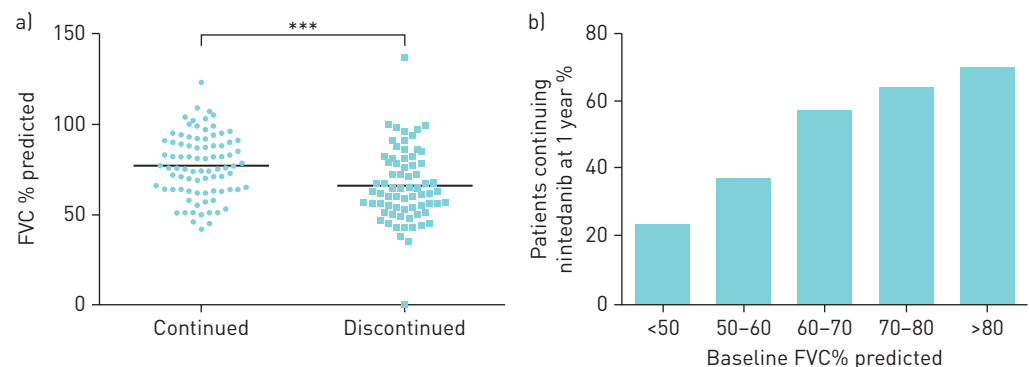 a)
FVC % predicted
150
100
50
0
***
Continued
Discontinued
b)
Patients continuing
nintedanib at 1 year %
80
60
40
20
0
<50
50–60
60–70
70–80
>80
Baseline FVC% predicted